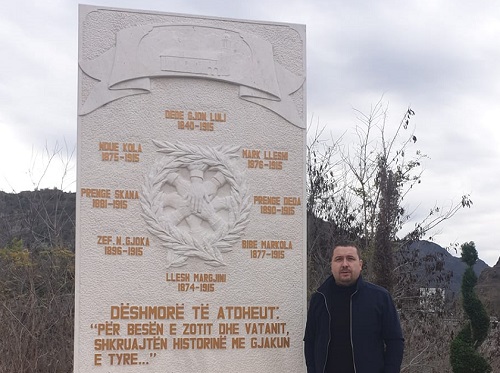 DEDE GJON LULI
1840-1915
NDUE KOLA
1875-1915
MARK LLESHI
1876-1915
PRENGE SKANA
1881-1915
PRENGE DEDA
1890-1915
ZEF.N.GJOKA
1896-1915
BIBE MARKOLA
1877-1915
LLESH MARGJINI
1874-1915
DËSHMORË TË ATDHEUT.
"PËR BESËN E ZOTIT DHE VATANIT,
SHKRUAJTËN HISTORINË ME GJAKUN
E TYRE..."